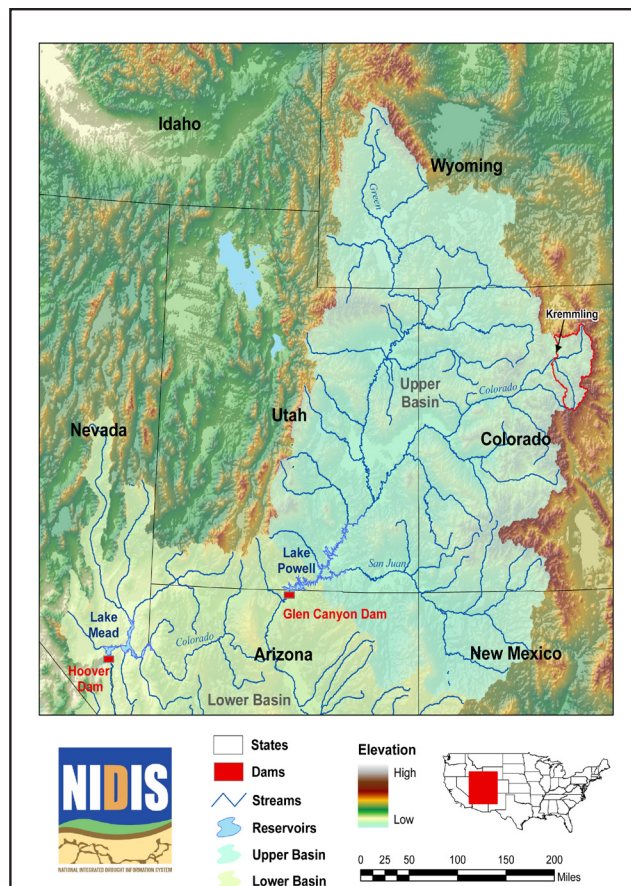 Idaho
Wyoming
Green
Kremmling
Upper
Basin
Colorado
Nevada
Utah
Colorado
Lake
Powell
San Juan
Glen Canyon Dam
Lake
Mead
Colorado
Arizona
New Mexico
Hoover
Dam
Lower Basin
NIDIS
NATIONAL INTEGRATED DROUGHT INFORMATION SYSTEM
States
Dams
Streams
Reservoirs
Upper Basin
Lower Basin
Elevation
High
Low
0 25 50 100 150 200
Miles